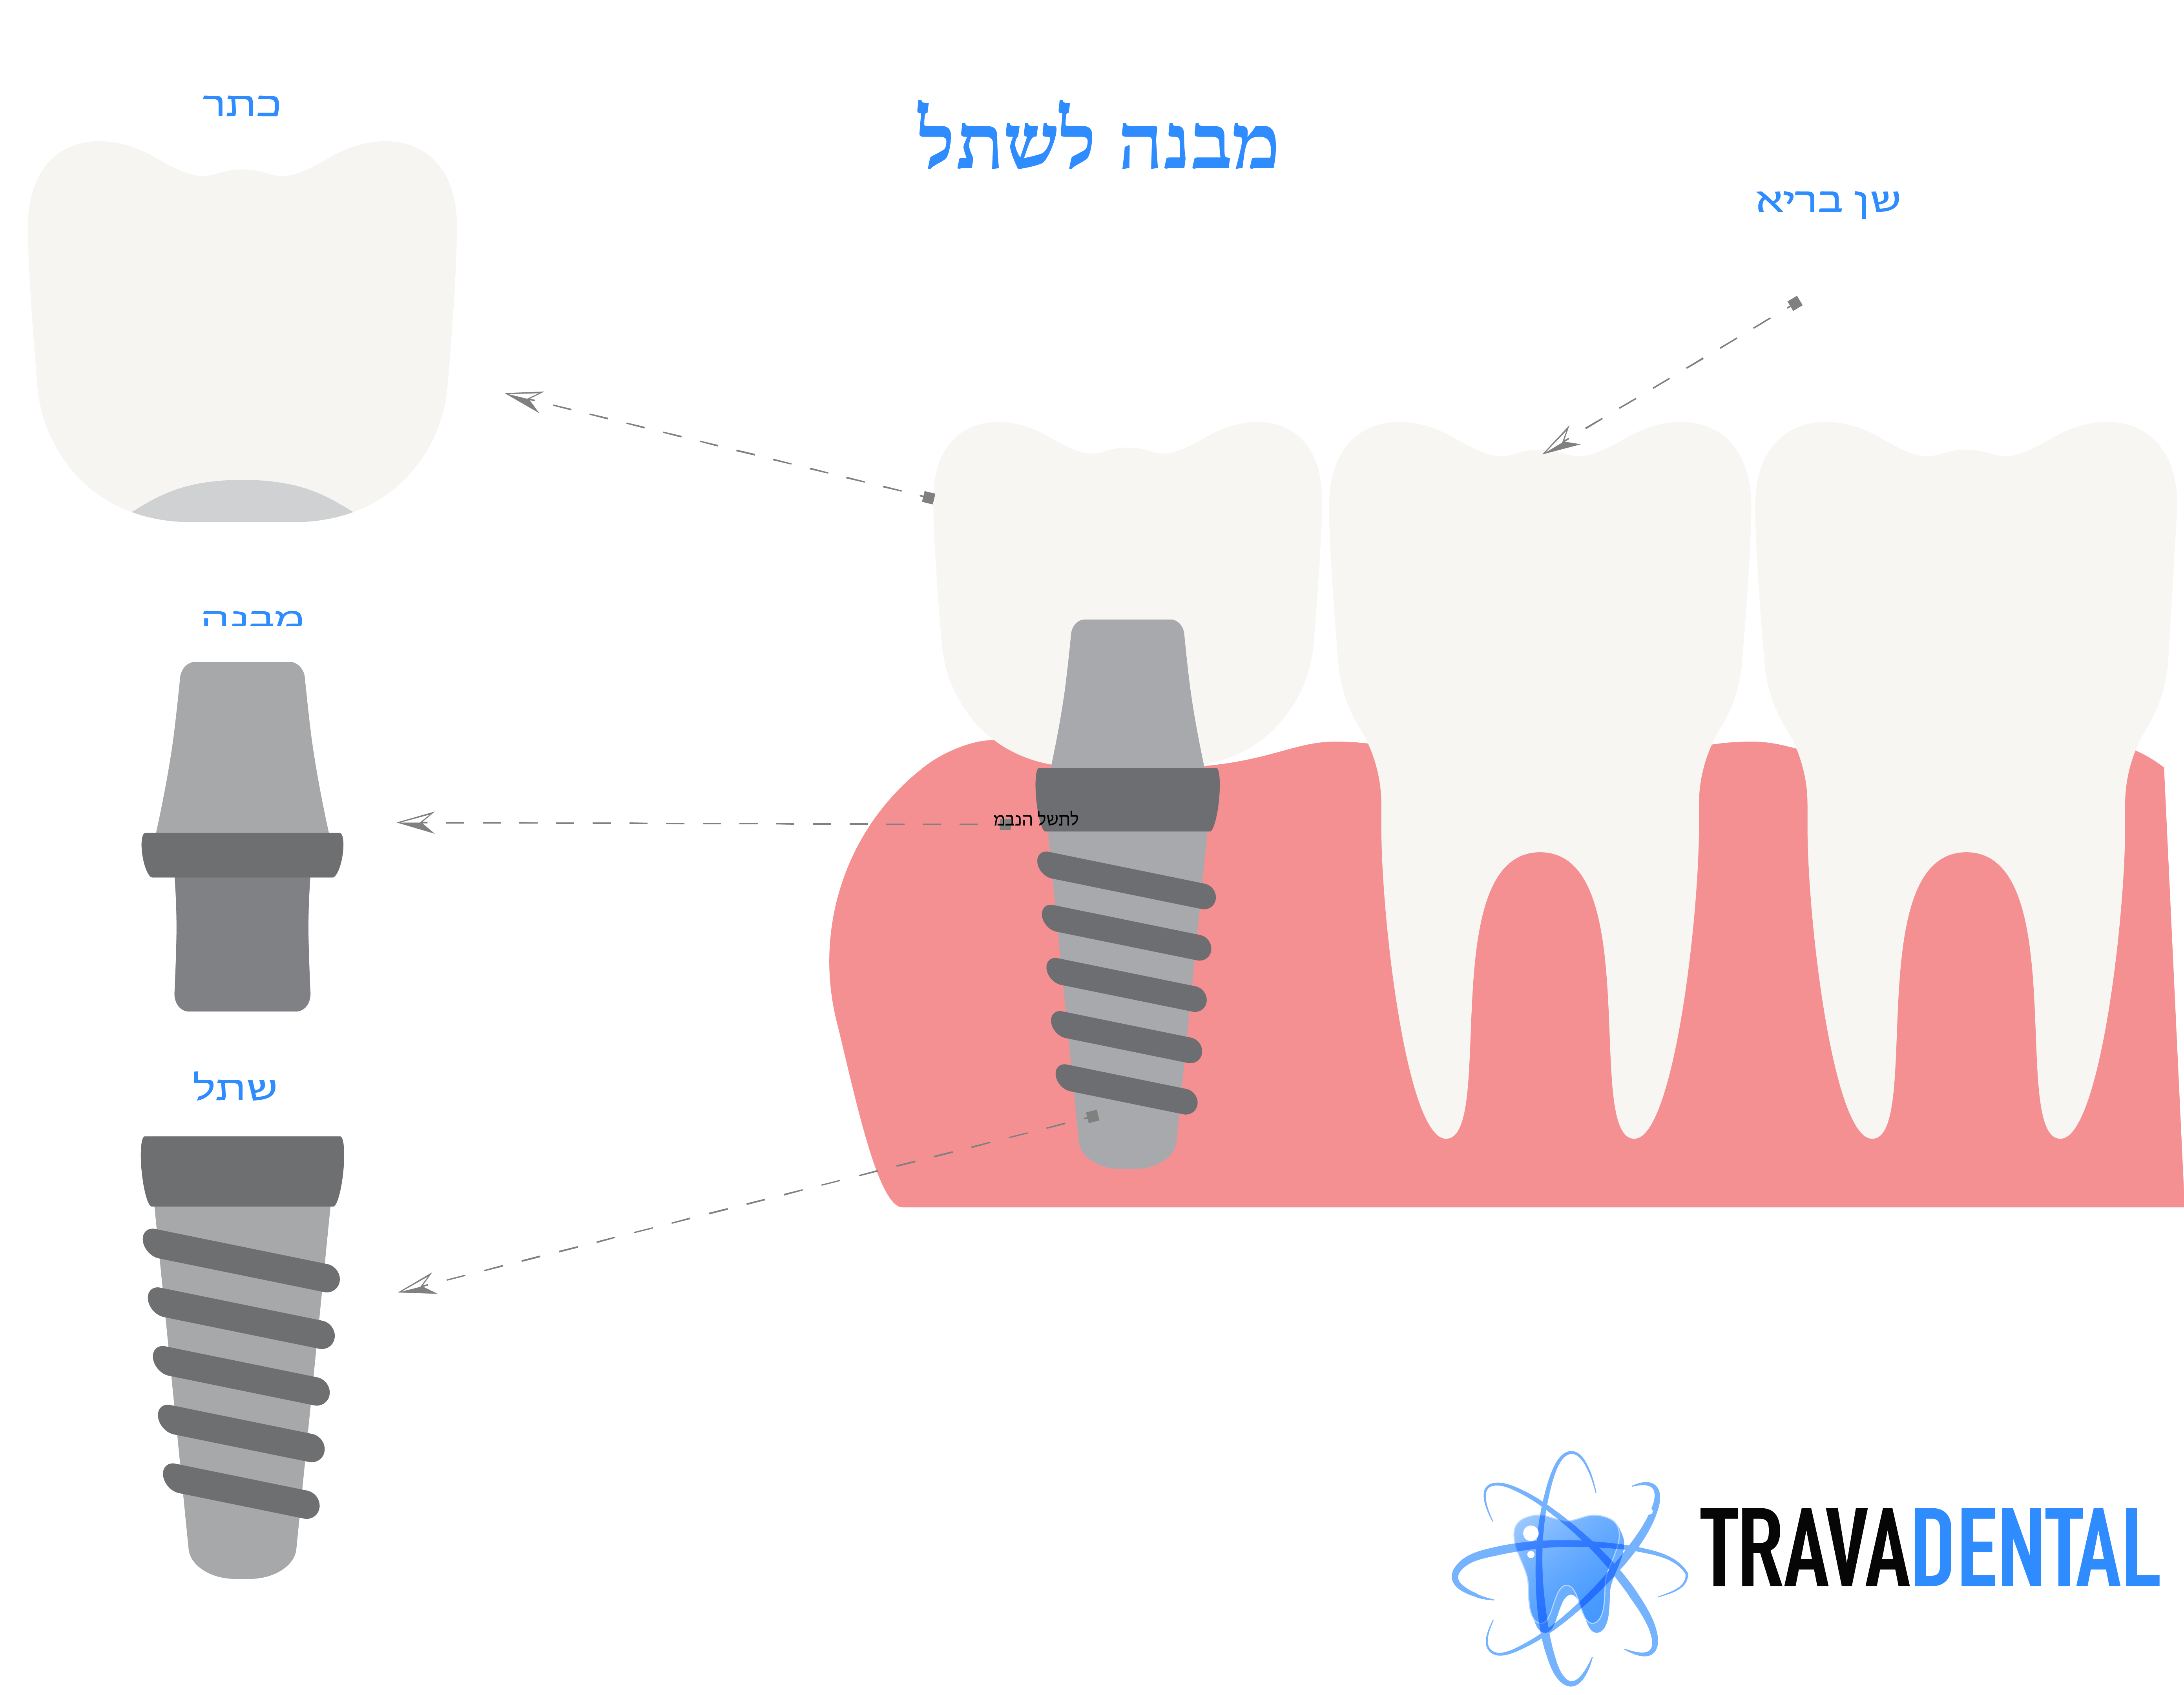 מבנה לשתל
שן בריא
כתר
מבנה
לתשל הנבמ
שתל
TRAVADENTAL